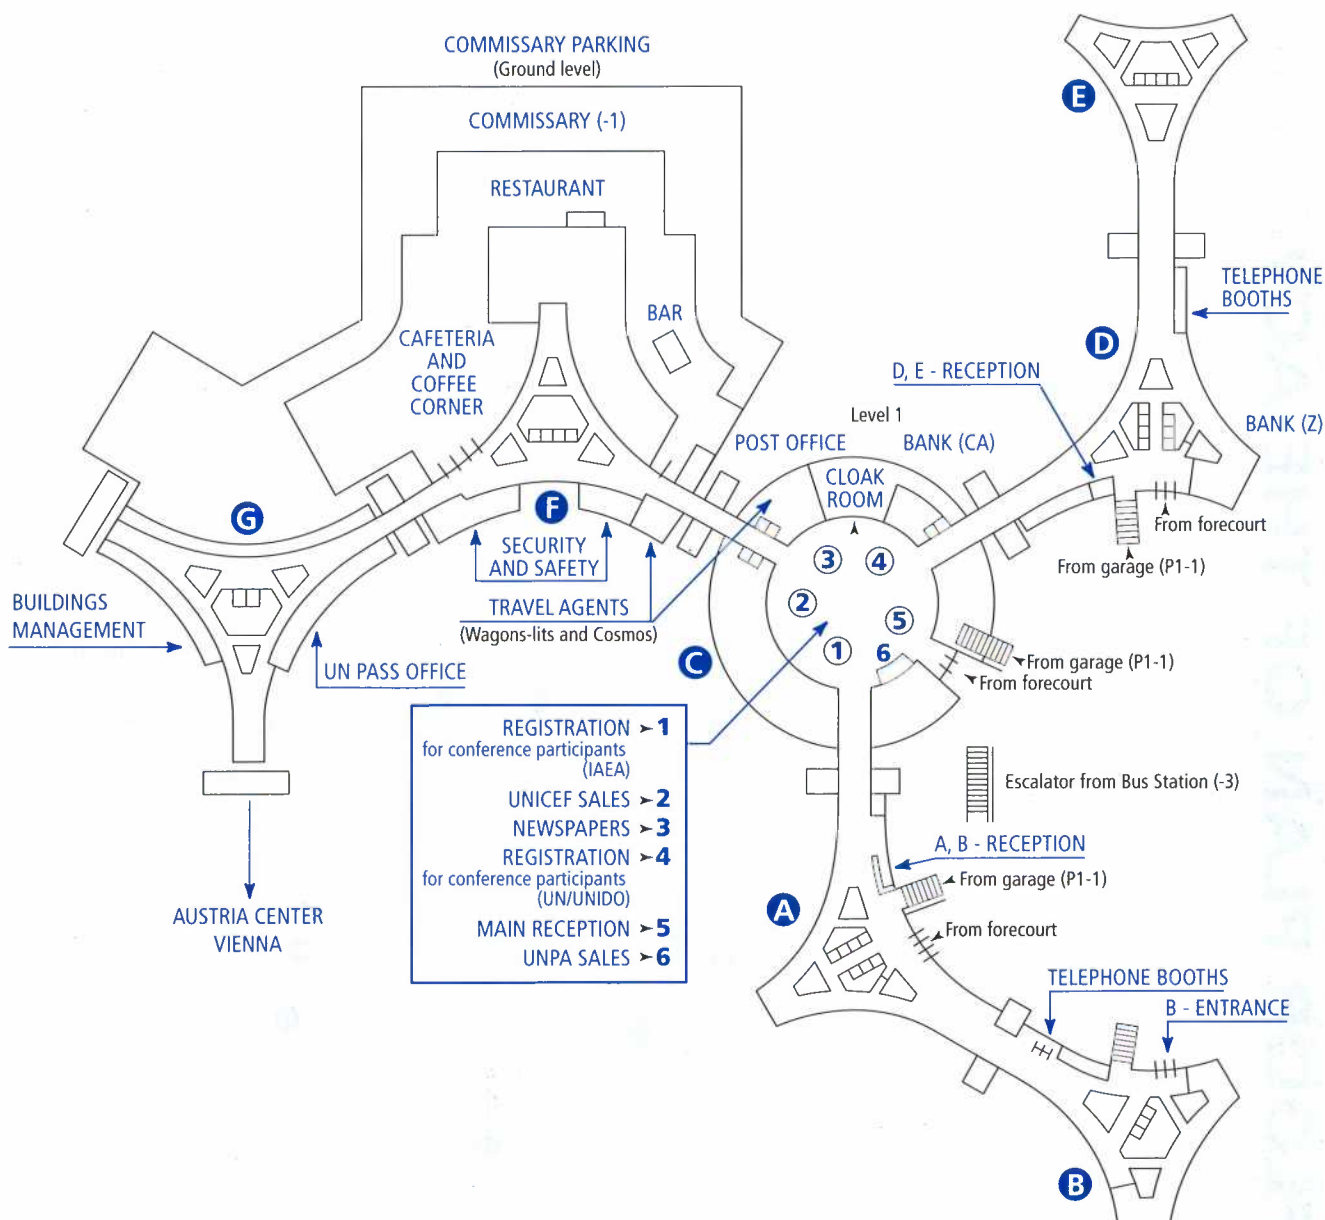 COMMISSARY PARKING
(Ground level)
COMMISSARY (-1)
RESTAURANT
E
TELEPHONE
BOOTHS
BAR
CAFETERIA
AND
COFFEE
CORNER
D
D, E - RECEPTION
Level 1
POST OFFICE
BANK (CA)
BANK (Z)
CLOAK
ROOM
G
F
From forecourt
SECURITY
AND SAFETY
3
4
From garage (P1-1)
BUILDINGS
MANAGEMENT
TRAVEL AGENTS
(Wagons-lits and Cosmos)
2
5
1
6
C
From garage (P1-1)
From forecourt
UN PASS OFFICE
REGISTRATION ➤ 1
for conference participants
(IAEA)
UNICEF SALES ➤ 2
NEWSPAPERS ➤ 3
REGISTRATION ➤ 4
for conference participants
(UN/UNIDO)
MAIN RECEPTION ➤ 5
UNPA SALES ➤ 6
Escalator from Bus Station (-3)
A, B - RECEPTION
From garage (P1-1)
A
From forecourt
AUSTRIA CENTER
VIENNA
TELEPHONE BOOTHS
B - ENTRANCE
B